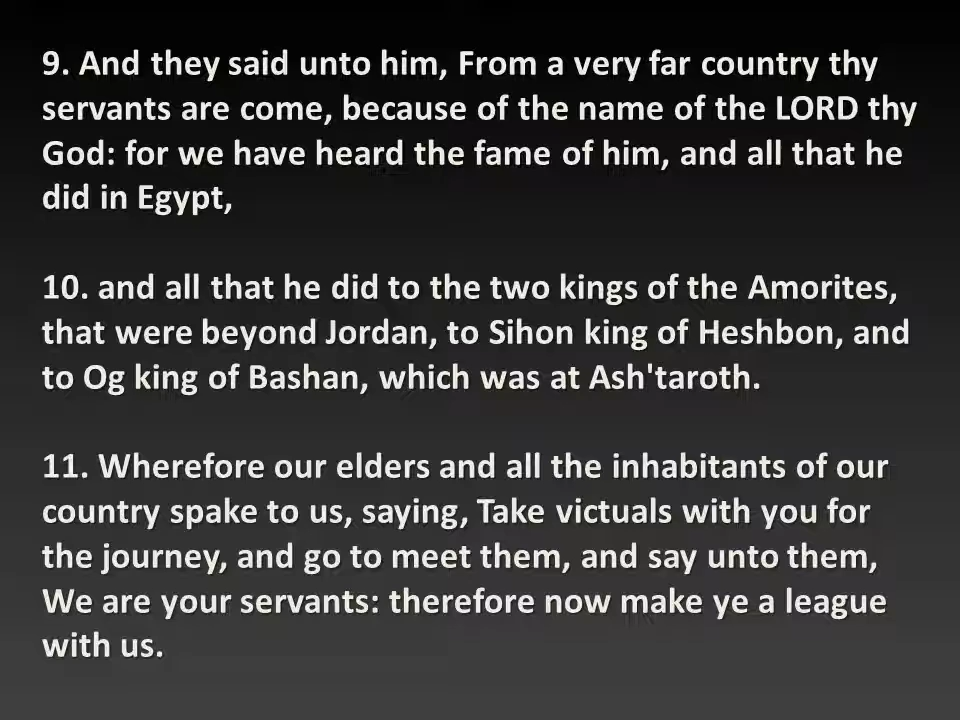 9. And they said unto him, From a very far country thy
servants are come, because of the name of the LORD thy
God: for we have heard the fame of him, and all that he
did in Egypt,
10. and all that he did to the two kings of the Amorites,
that were beyond Jordan, to Sihon king of Heshbon, and
to Og king of Bashan, which was at Ash'taroth.
11. Wherefore our elders and all the inhabitants of our
country spake to us, saying, Take victuals with you for
the journey, and go to meet them, and say unto them,
We are your servants: therefore now make ye a league
with us.